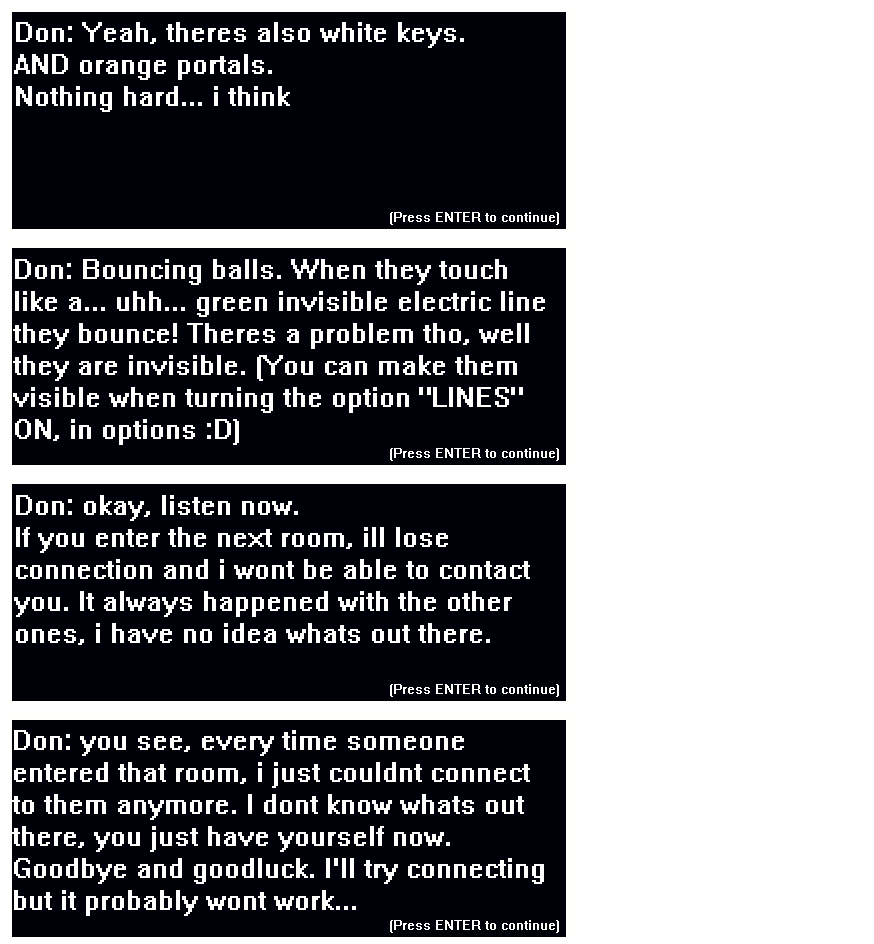 Don: Yeah, theres also white keys.
AND orange portals.
Nothing hard... i think
(Press ENTER to continue)
Don: Bouncing balls. When they touch
like a... uhh... green invisible electric line
they bounce! Theres a problem tho, well
they are invisible. (You can make them
visible when turning the option "LINES"
ON, in options :D)
(Press ENTER to continue)
Don: okay, listen now.
If you enter the next room, ill lose
connection and i wont be able to contact
you. It always happened with the other
ones, i have no idea whats out there.
(Press ENTER to continue)
Don: you see, every time someone
entered that room, i just couldnt connect
to them anymore. I dont know whats out
there, you just have yourself now.
Goodbye and goodluck. I'll try connecting
but it probably wont work...
(Press ENTER to continue)